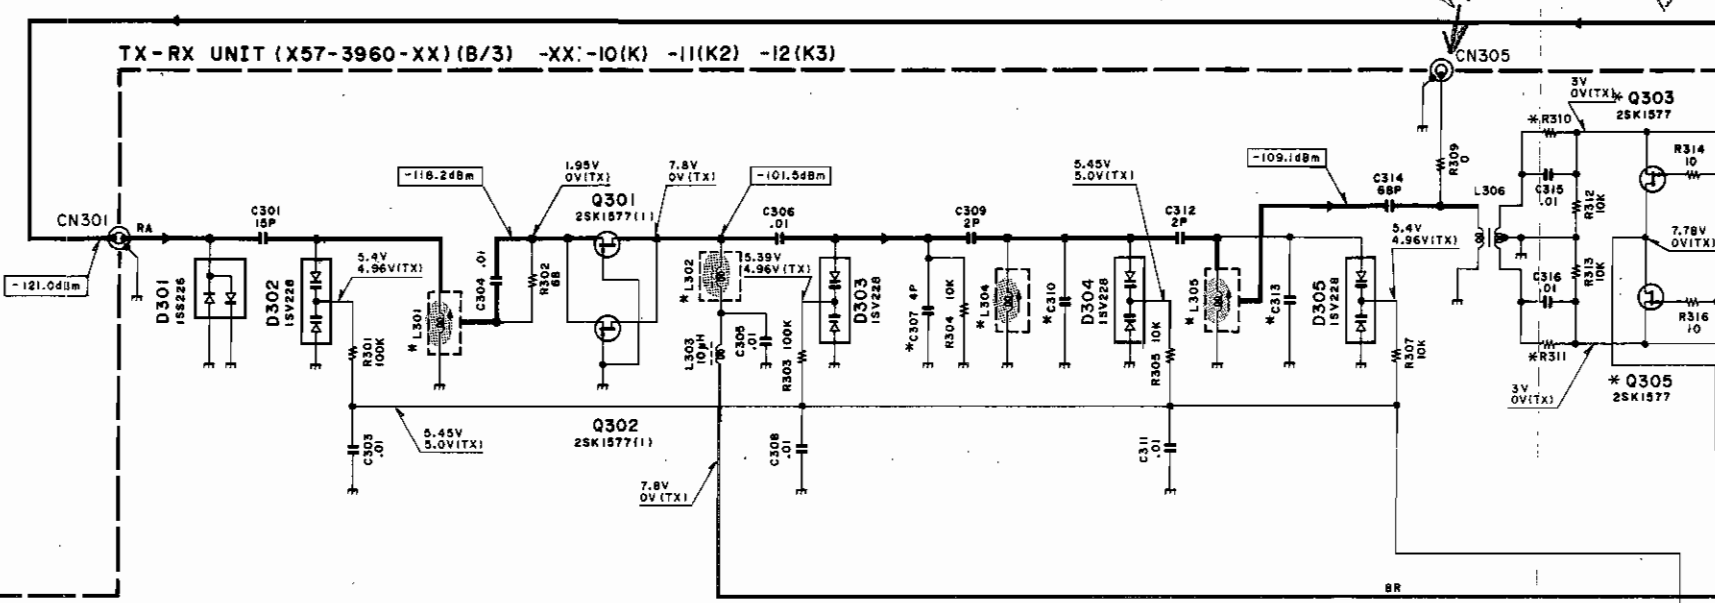 TX-RX UNIT (X57-3960-XX)(B/3) -XX:-10(K) -11(K2) -12(K3)
CN305
3V
0V(TX)
* Q303
2SK1577
*R310
R314
10
-118.2dBm
1.95V
0V(TX)
7.8V
0V(TX)
-101.5dBm
5.45V
5.0V(TX)
-109.1dBm
R309
0
C314
68P
L306
C315
.01
R312
10K
CN301
RA
C301
15P
Q301
2SK1577(1)
C306
.01
C309
2P
C312
2P
5.4V
4.96V(TX)
7.78V
0V(TX)
-121.0dBm
D301
1SS226
D302
1SV228
5.4V
4.96V(TX)
C304
.01
R302
68
*L302
5.39V
4.96V(TX)
D303
1SV228
*C307 4P
R304 10K
*L304
*C310
D304
1SV228
*L305
*C313
D305
1SV228
C316
.01
R313
10K
R316
10
R301
100K
*L301
L303
10μH
C305
.01
R303 100K
R305 10K
R307
10K
*R311
3V
0V(TX)
* Q305
2SK1577
5.45V
5.0V(TX)
Q302
2SK1577(1)
C303
.01
C308
.01
C311
.01
7.8V
0V(TX)
8R